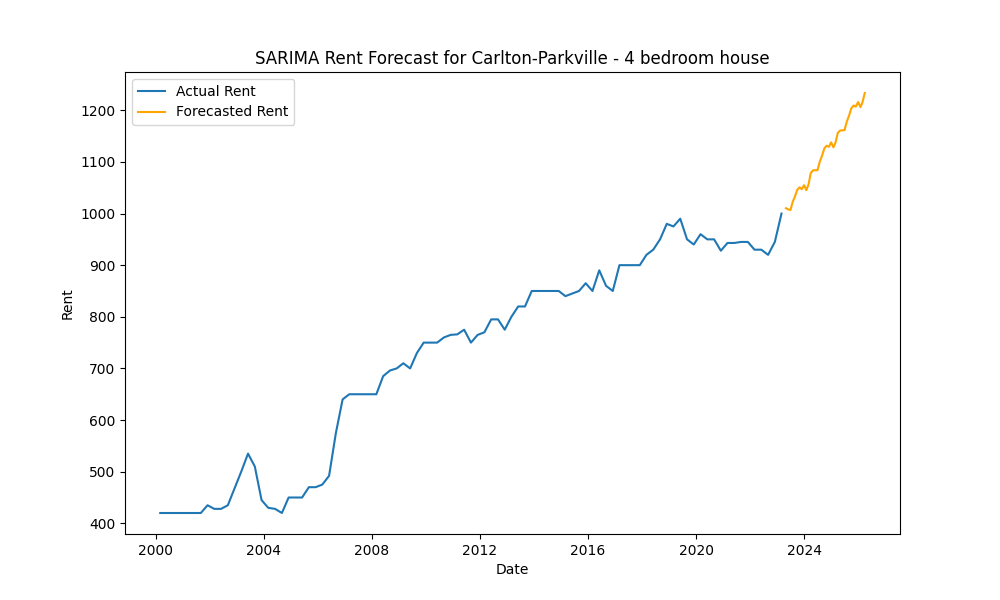 SARIMA Rent Forecast for Carlton-Parkville - 4 bedroom house
Actual Rent
Forecasted Rent
1200
1100
1000
900
800
700
600
500
400
Rent
2000 2004 2008 2012 2016 2020 2024
Date